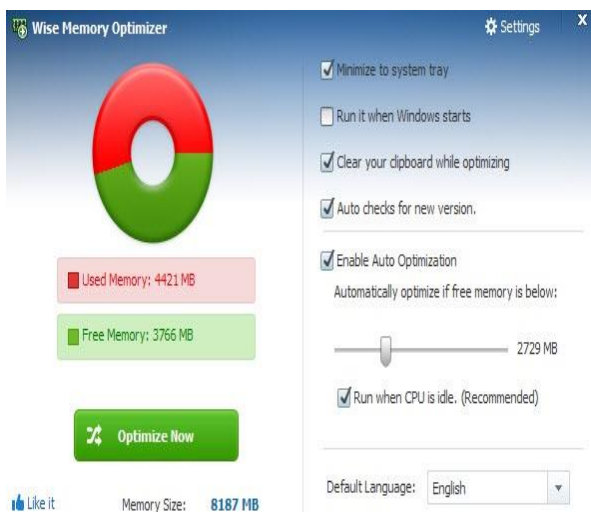 Wise Memory Optimizer
Settings
X
Minimize to system tray
Run it when Windows starts
Clear your clipboard while optimizing
Auto checks for new version.
Used Memory: 4421 MB
Free Memory: 3766 MB
Enable Auto Optimization
Automatically optimize if free memory is below:
2729 MB
Run when CPU is idle. (Recommended)
Optimize Now
Like it
Memory Size: 8187 MB
Default Language: English